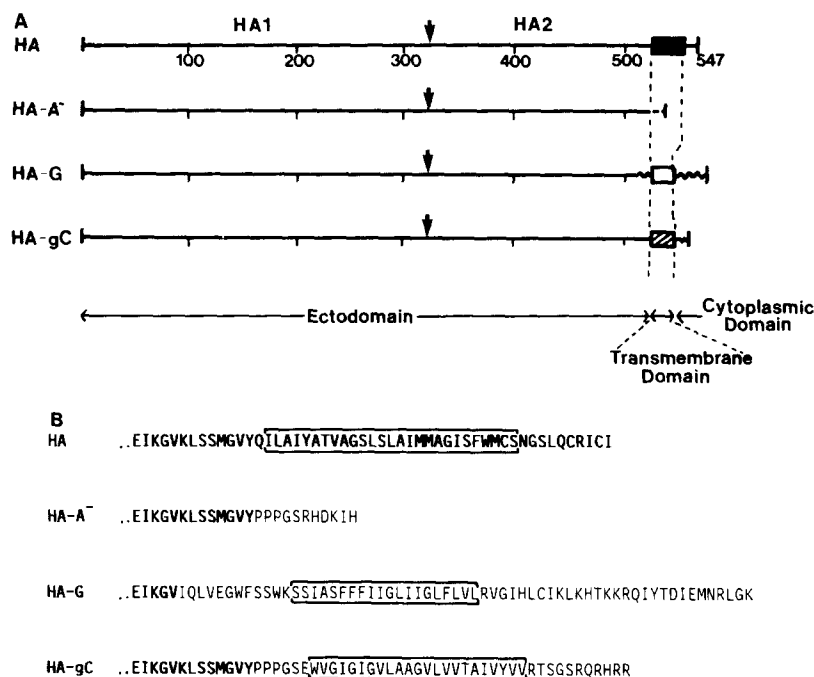 A
HA1 HA2
HA
100 200 300 400 500 547
HA-A⁻
HA-G
HA-gC
Ectodomain
Cytoplasmic
Domain
Transmembrane
Domain
B
HA ..EIKGVKLSSMGVYQILAIYATVAGSLSLAIMMAGISFWMCSNGSLQCRICI
HA-A⁻ ..EIKGVKLSSMGVYPPPGSRHDKIH
HA-G ..EIKGVIQLVEGWFSSWKSSIASFFFIIGLIIGLFLVLRVGIHLCIKLKHTKKRQIYTDIEMNRLGK
HA-gC ..EIKGVKLSSMGVYPPPGSEWVGIGIGVLAAGVLVVTAIVYVVRTSGSRQRHRR